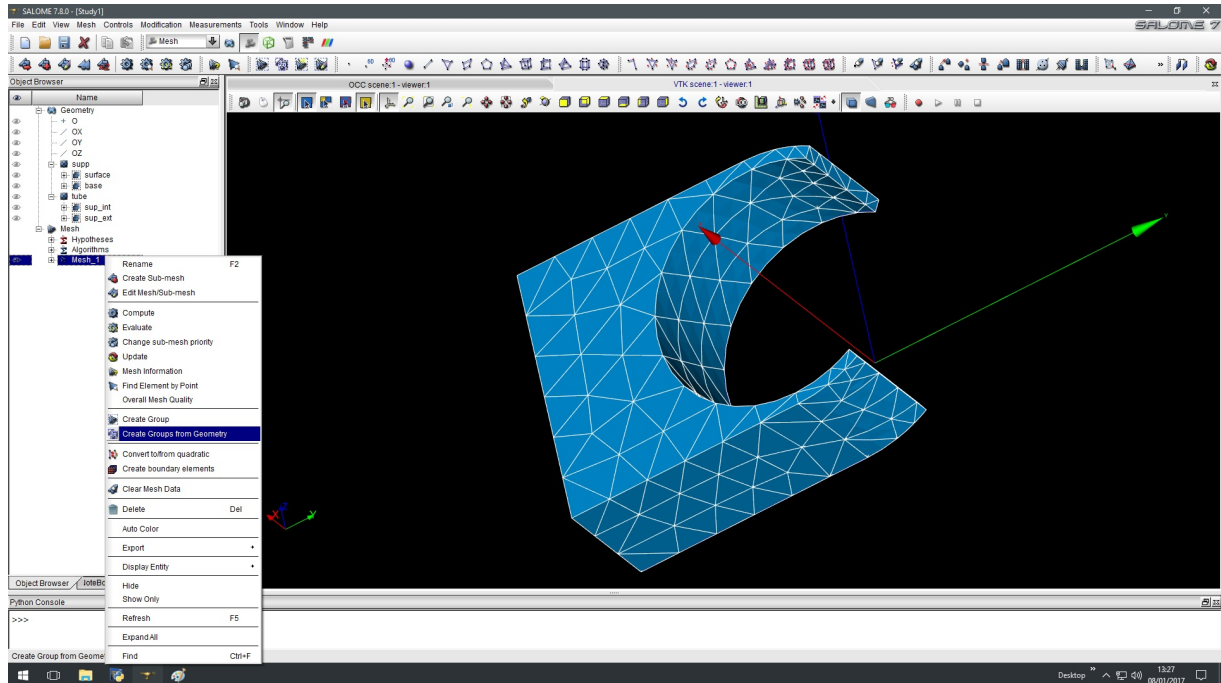 SALOME 7.8.0 - [Study1]
File Edit View Mesh Controls Modification Measurements Tools Window Help
SALOME 7
Mesh
Object Browser
OCC scene:1 - viewer:1
VTK scene:1 - viewer:1
Name
Geometry
O
OX
OY
OZ
supp
surface
base
tube
sup_int
sup_ext
Mesh
Hypotheses
Algorithms
Mesh_1
Rename F2
Create Sub-mesh
Edit Mesh/Sub-mesh
Compute
Evaluate
Change sub-mesh priority
Update
Mesh Information
Find Element by Point
Overall Mesh Quality
Create Group
Create Groups from Geometry
Convert to/from quadratic
Create boundary elements
Clear Mesh Data
Delete Del
Auto Color
Export
Display Entity
Hide
Show Only
Refresh F5
Expand All
Find Ctrl+F
X Z Y
Object Browser
Python Console
>>>
Create Group from Geome
Desktop
13:27
08/01/2017